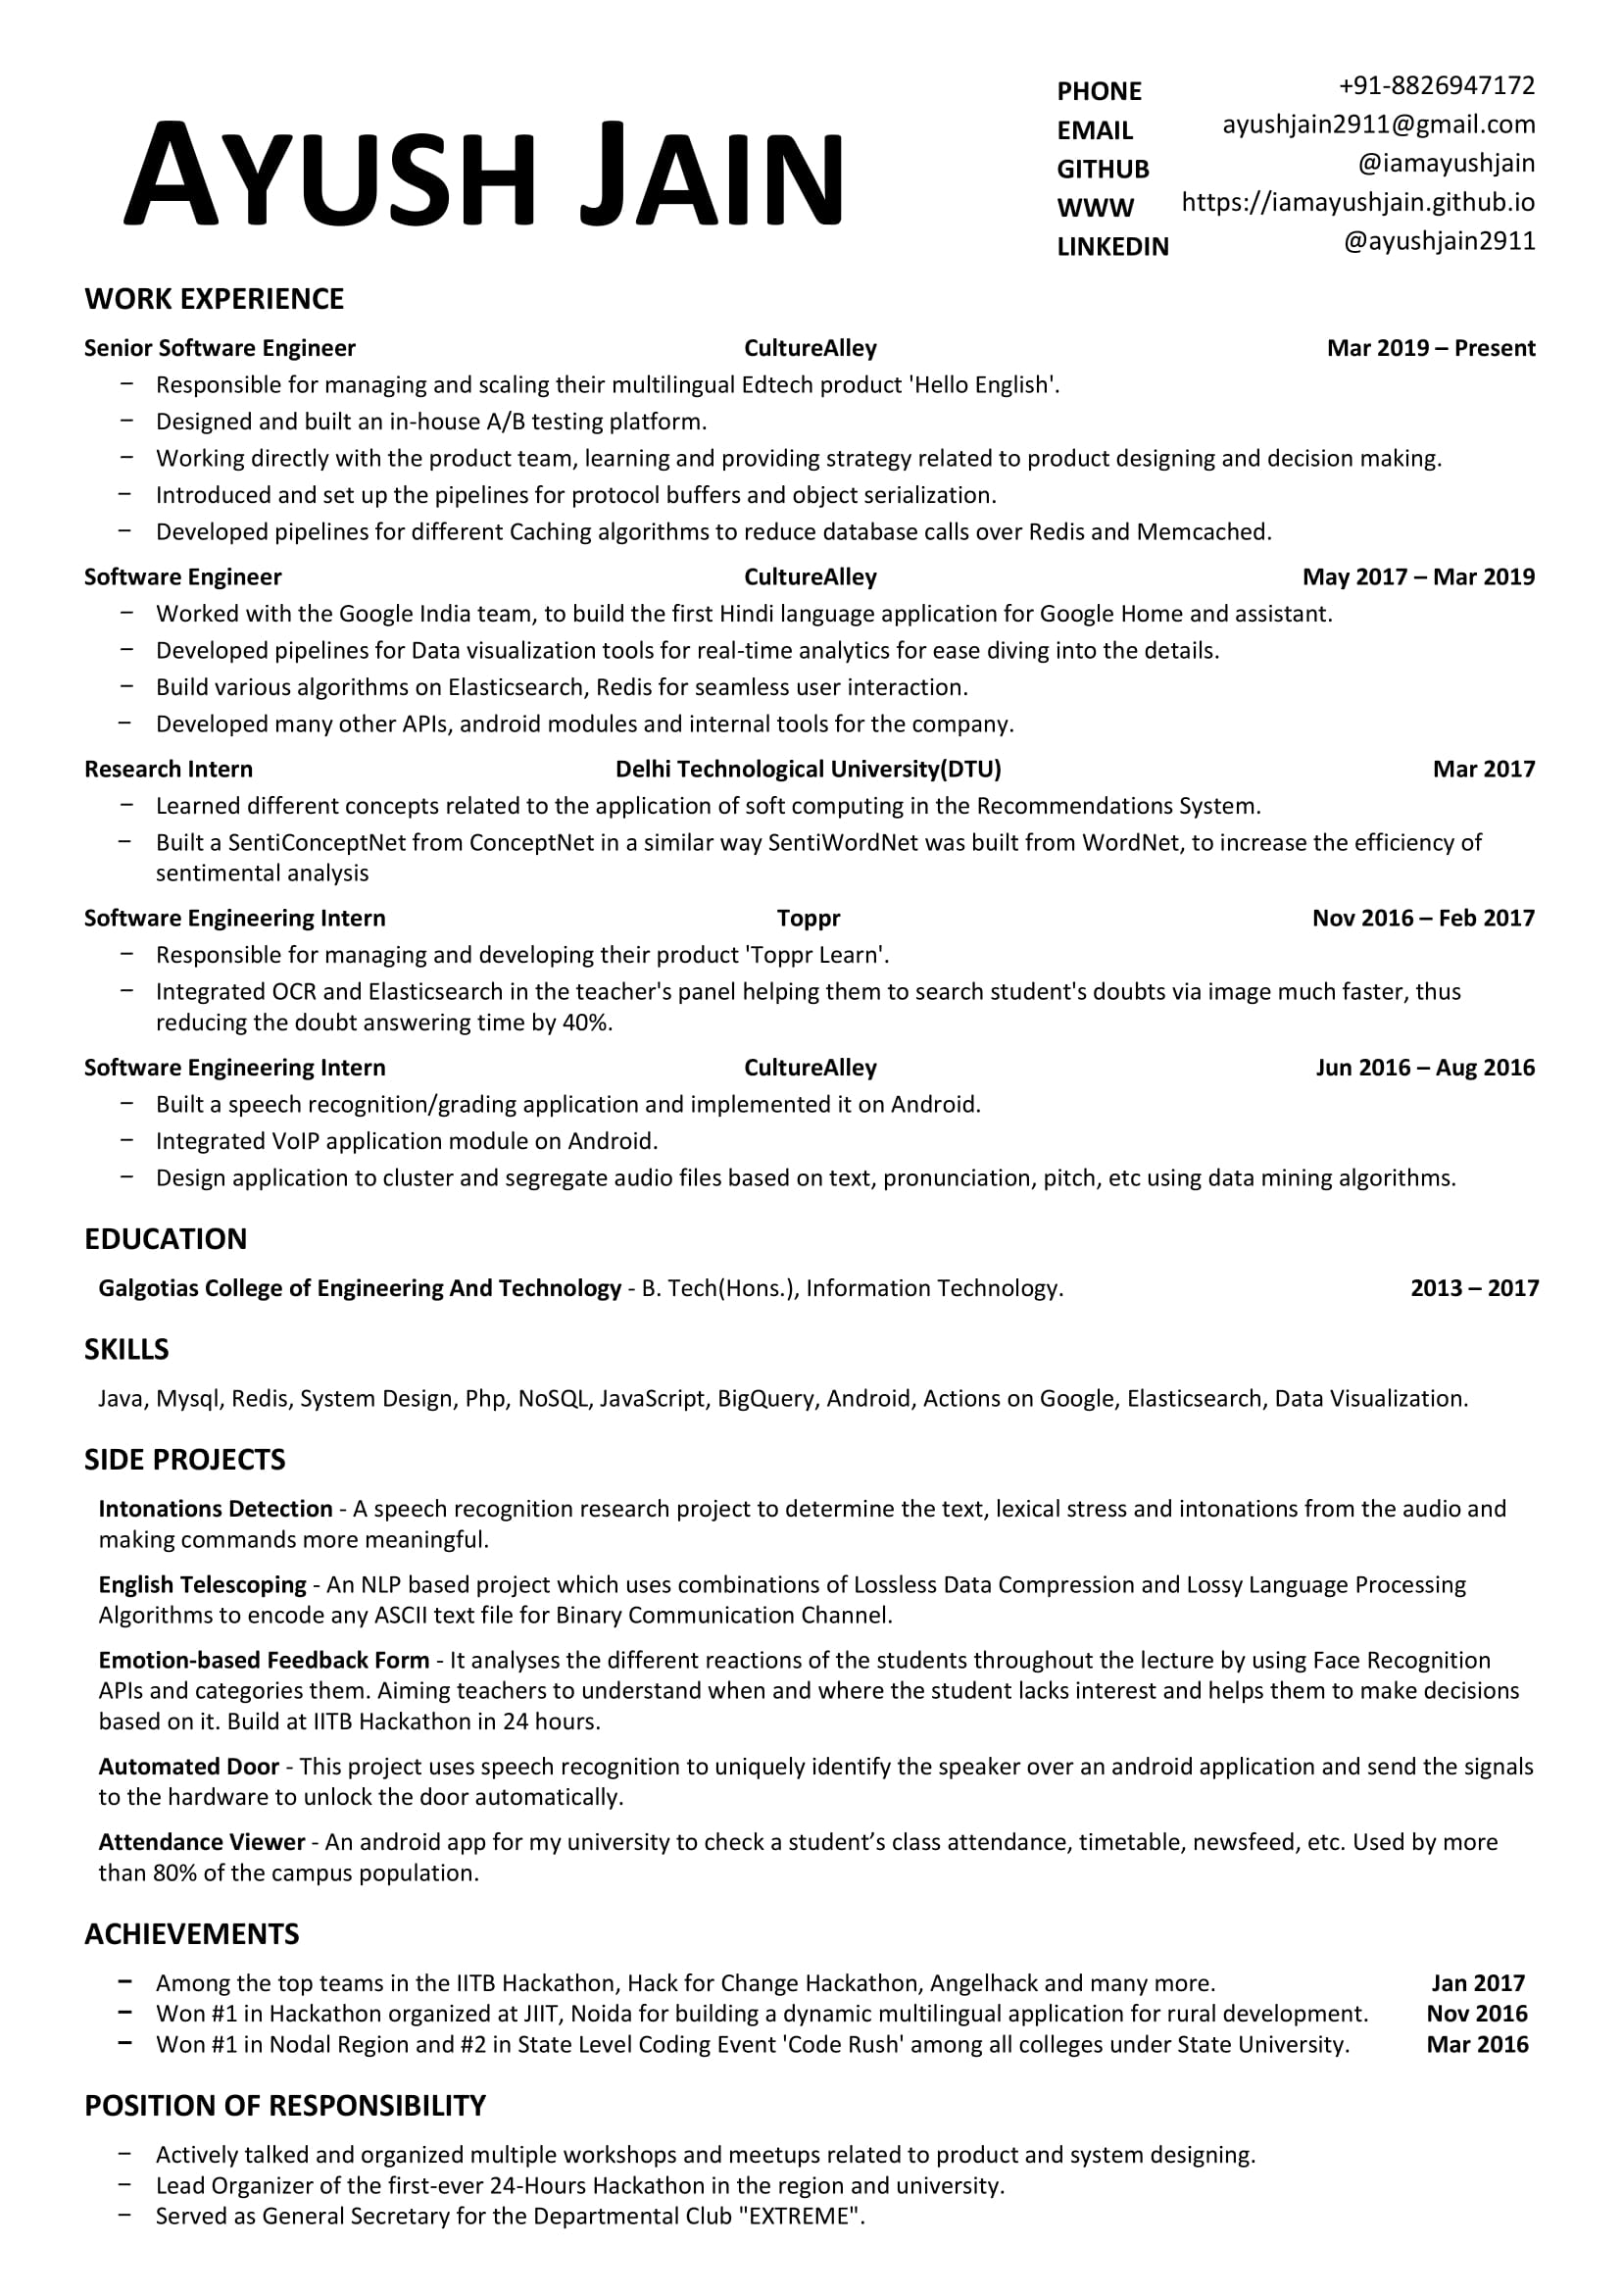 AYUSH JAIN
PHONE +91-8826947172
EMAIL ayushjain2911@gmail.com
GITHUB @iamayushjain
WWW https://iamayushjain.github.io
LINKEDIN @ayushjain2911
WORK EXPERIENCE
Senior Software Engineer CultureAlley Mar 2019 – Present
– Responsible for managing and scaling their multilingual Edtech product 'Hello English'.
– Designed and built an in-house A/B testing platform.
– Working directly with the product team, learning and providing strategy related to product designing and decision making.
– Introduced and set up the pipelines for protocol buffers and object serialization.
– Developed pipelines for different Caching algorithms to reduce database calls over Redis and Memcached.
Software Engineer CultureAlley May 2017 – Mar 2019
– Worked with the Google India team, to build the first Hindi language application for Google Home and assistant.
– Developed pipelines for Data visualization tools for real-time analytics for ease diving into the details.
– Build various algorithms on Elasticsearch, Redis for seamless user interaction.
– Developed many other APIs, android modules and internal tools for the company.
Research Intern Delhi Technological University(DTU) Mar 2017
– Learned different concepts related to the application of soft computing in the Recommendations System.
– Built a SentiConceptNet from ConceptNet in a similar way SentiWordNet was built from WordNet, to increase the efficiency of
sentimental analysis
Software Engineering Intern Toppr Nov 2016 – Feb 2017
– Responsible for managing and developing their product 'Toppr Learn'.
– Integrated OCR and Elasticsearch in the teacher's panel helping them to search student's doubts via image much faster, thus
reducing the doubt answering time by 40%.
Software Engineering Intern CultureAlley Jun 2016 – Aug 2016
– Built a speech recognition/grading application and implemented it on Android.
– Integrated VoIP application module on Android.
– Design application to cluster and segregate audio files based on text, pronunciation, pitch, etc using data mining algorithms.
EDUCATION
Galgotias College of Engineering And Technology - B. Tech(Hons.), Information Technology. 2013 – 2017
SKILLS
Java, Mysql, Redis, System Design, Php, NoSQL, JavaScript, BigQuery, Android, Actions on Google, Elasticsearch, Data Visualization.
SIDE PROJECTS
Intonations Detection - A speech recognition research project to determine the text, lexical stress and intonations from the audio and
making commands more meaningful.
English Telescoping - An NLP based project which uses combinations of Lossless Data Compression and Lossy Language Processing
Algorithms to encode any ASCII text file for Binary Communication Channel.
Emotion-based Feedback Form - It analyses the different reactions of the students throughout the lecture by using Face Recognition
APIs and categories them. Aiming teachers to understand when and where the student lacks interest and helps them to make decisions
based on it. Build at IITB Hackathon in 24 hours.
Automated Door - This project uses speech recognition to uniquely identify the speaker over an android application and send the signals
to the hardware to unlock the door automatically.
Attendance Viewer - An android app for my university to check a student’s class attendance, timetable, newsfeed, etc. Used by more
than 80% of the campus population.
ACHIEVEMENTS
– Among the top teams in the IITB Hackathon, Hack for Change Hackathon, Angelhack and many more. Jan 2017
– Won #1 in Hackathon organized at JIIT, Noida for building a dynamic multilingual application for rural development. Nov 2016
– Won #1 in Nodal Region and #2 in State Level Coding Event 'Code Rush' among all colleges under State University. Mar 2016
POSITION OF RESPONSIBILITY
– Actively talked and organized multiple workshops and meetups related to product and system designing.
– Lead Organizer of the first-ever 24-Hours Hackathon in the region and university.
– Served as General Secretary for the Departmental Club "EXTREME".